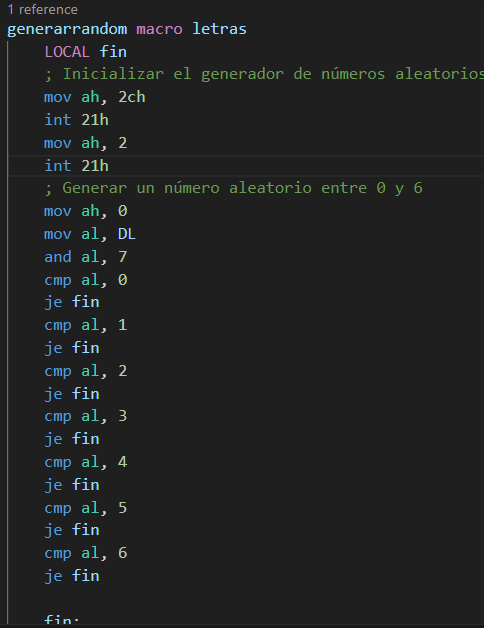 1 reference
generarrandom macro letras
LOCAL fin
; Inicializar el generador de números aleatorios
mov ah, 2ch
int 21h
mov ah, 2
int 21h
; Generar un número aleatorio entre 0 y 6
mov ah, 0
mov al, DL
and al, 7
cmp al, 0
je fin
cmp al, 1
je fin
cmp al, 2
je fin
cmp al, 3
je fin
cmp al, 4
je fin
cmp al, 5
je fin
cmp al, 6
je fin
fin: